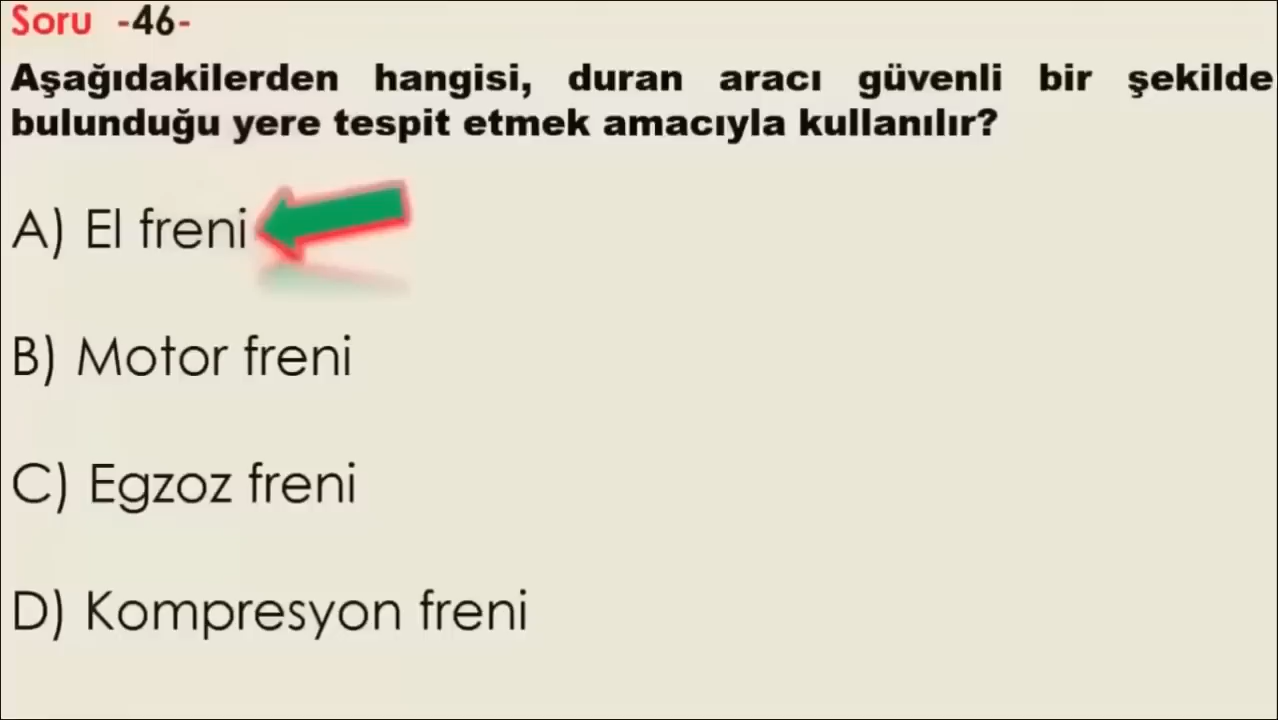 Soru -46-
Aşağıdakilerden hangisi, duran aracı güvenli bir şekilde
bulunduğu yere tespit etmek amacıyla kullanılır?
A) El freni
B) Motor freni
C) Egzoz freni
D) Kompresyon freni